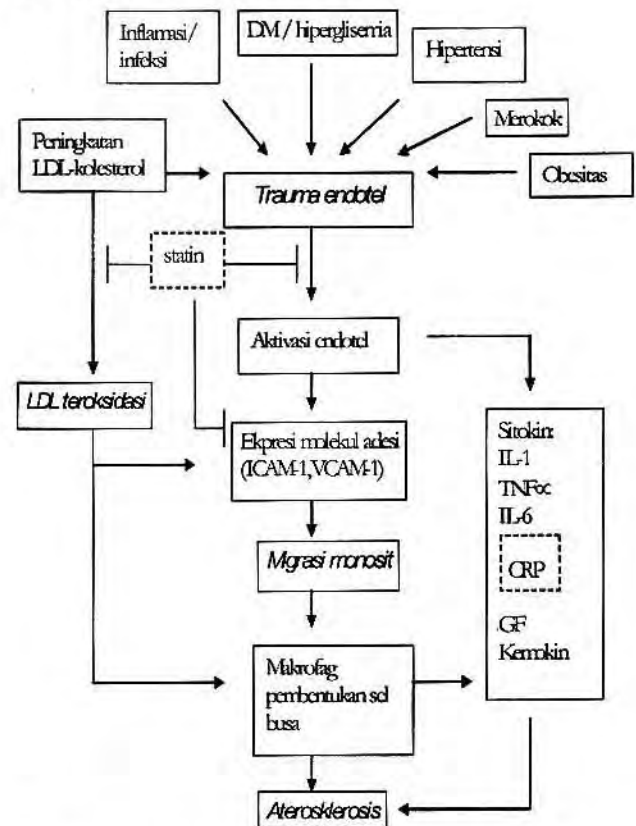 Inflamasi/
infeksi
DM / hiperglisemia
Hipertensi
Merokok
Obesitas
Peningkatan
LDL-kolesterol
Trauma endotel
statin
Aktivasi endotel
LDL teroksidasi
Ekpresi molekul adesi
(ICAM-1,VCAM-1)
Migrasi monosit
Makrofag
pembentukan sel
busa
Sitokin:
IL-1
TNF∝
IL-6
CRP
GF
Kemokin
Aterosklerosis